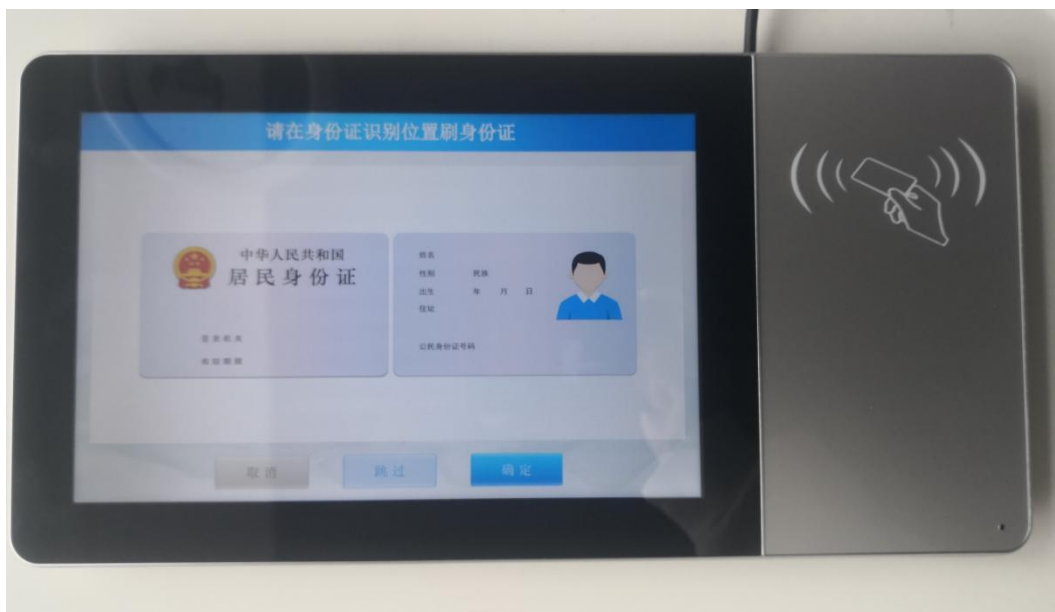 请在身份证识别位置刷身份证
中华人民共和国
居民身份证
签发机关
有效期限
姓名
性别 民族
出生 年 月 日
住址
公民身份证号码
取消 跳过 确定